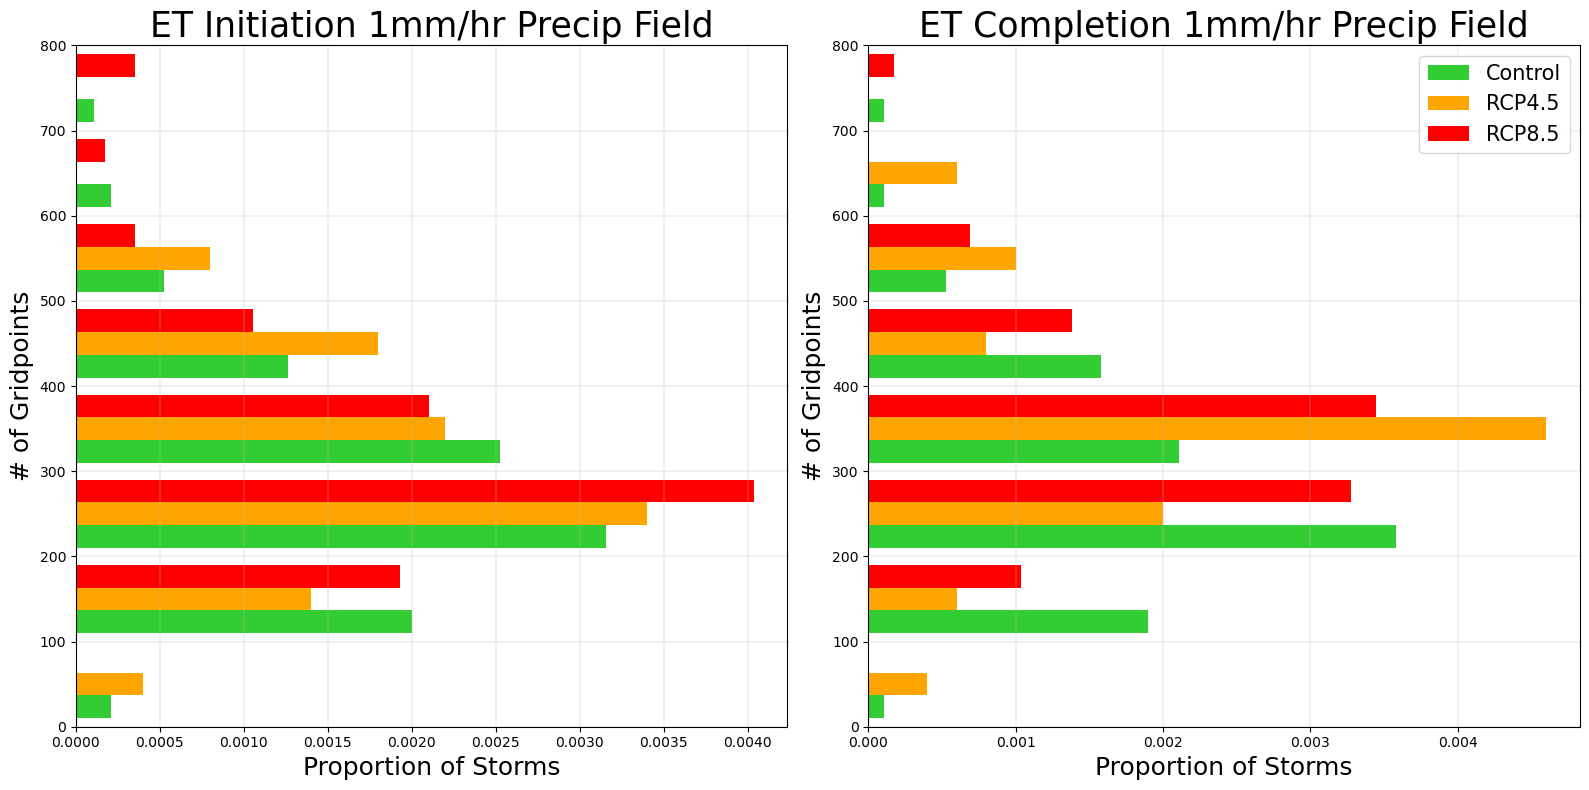 ET Initiation 1mm/hr Precip Field
800
700
600
500
400
300
200
100
0
# of Gridpoints
0.0000 0.0005 0.0010 0.0015 0.0020 0.0025 0.0030 0.0035 0.0040
Proportion of Storms
ET Completion 1mm/hr Precip Field
Control
RCP4.5
RCP8.5
800
700
600
500
400
300
200
100
0
# of Gridpoints
0.000 0.001 0.002 0.003 0.004
Proportion of Storms